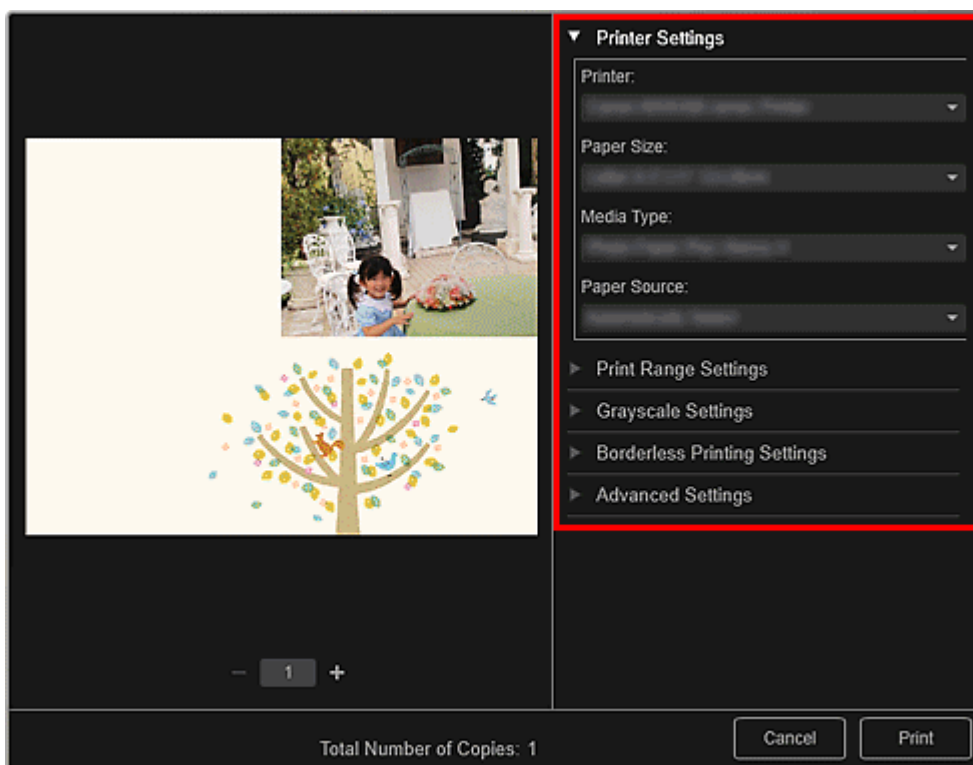 Printer Settings
Printer:
Paper Size:
Media Type:
Paper Source:
Print Range Settings
Grayscale Settings
Borderless Printing Settings
Advanced Settings
1
Total Number of Copies: 1
Cancel
Print